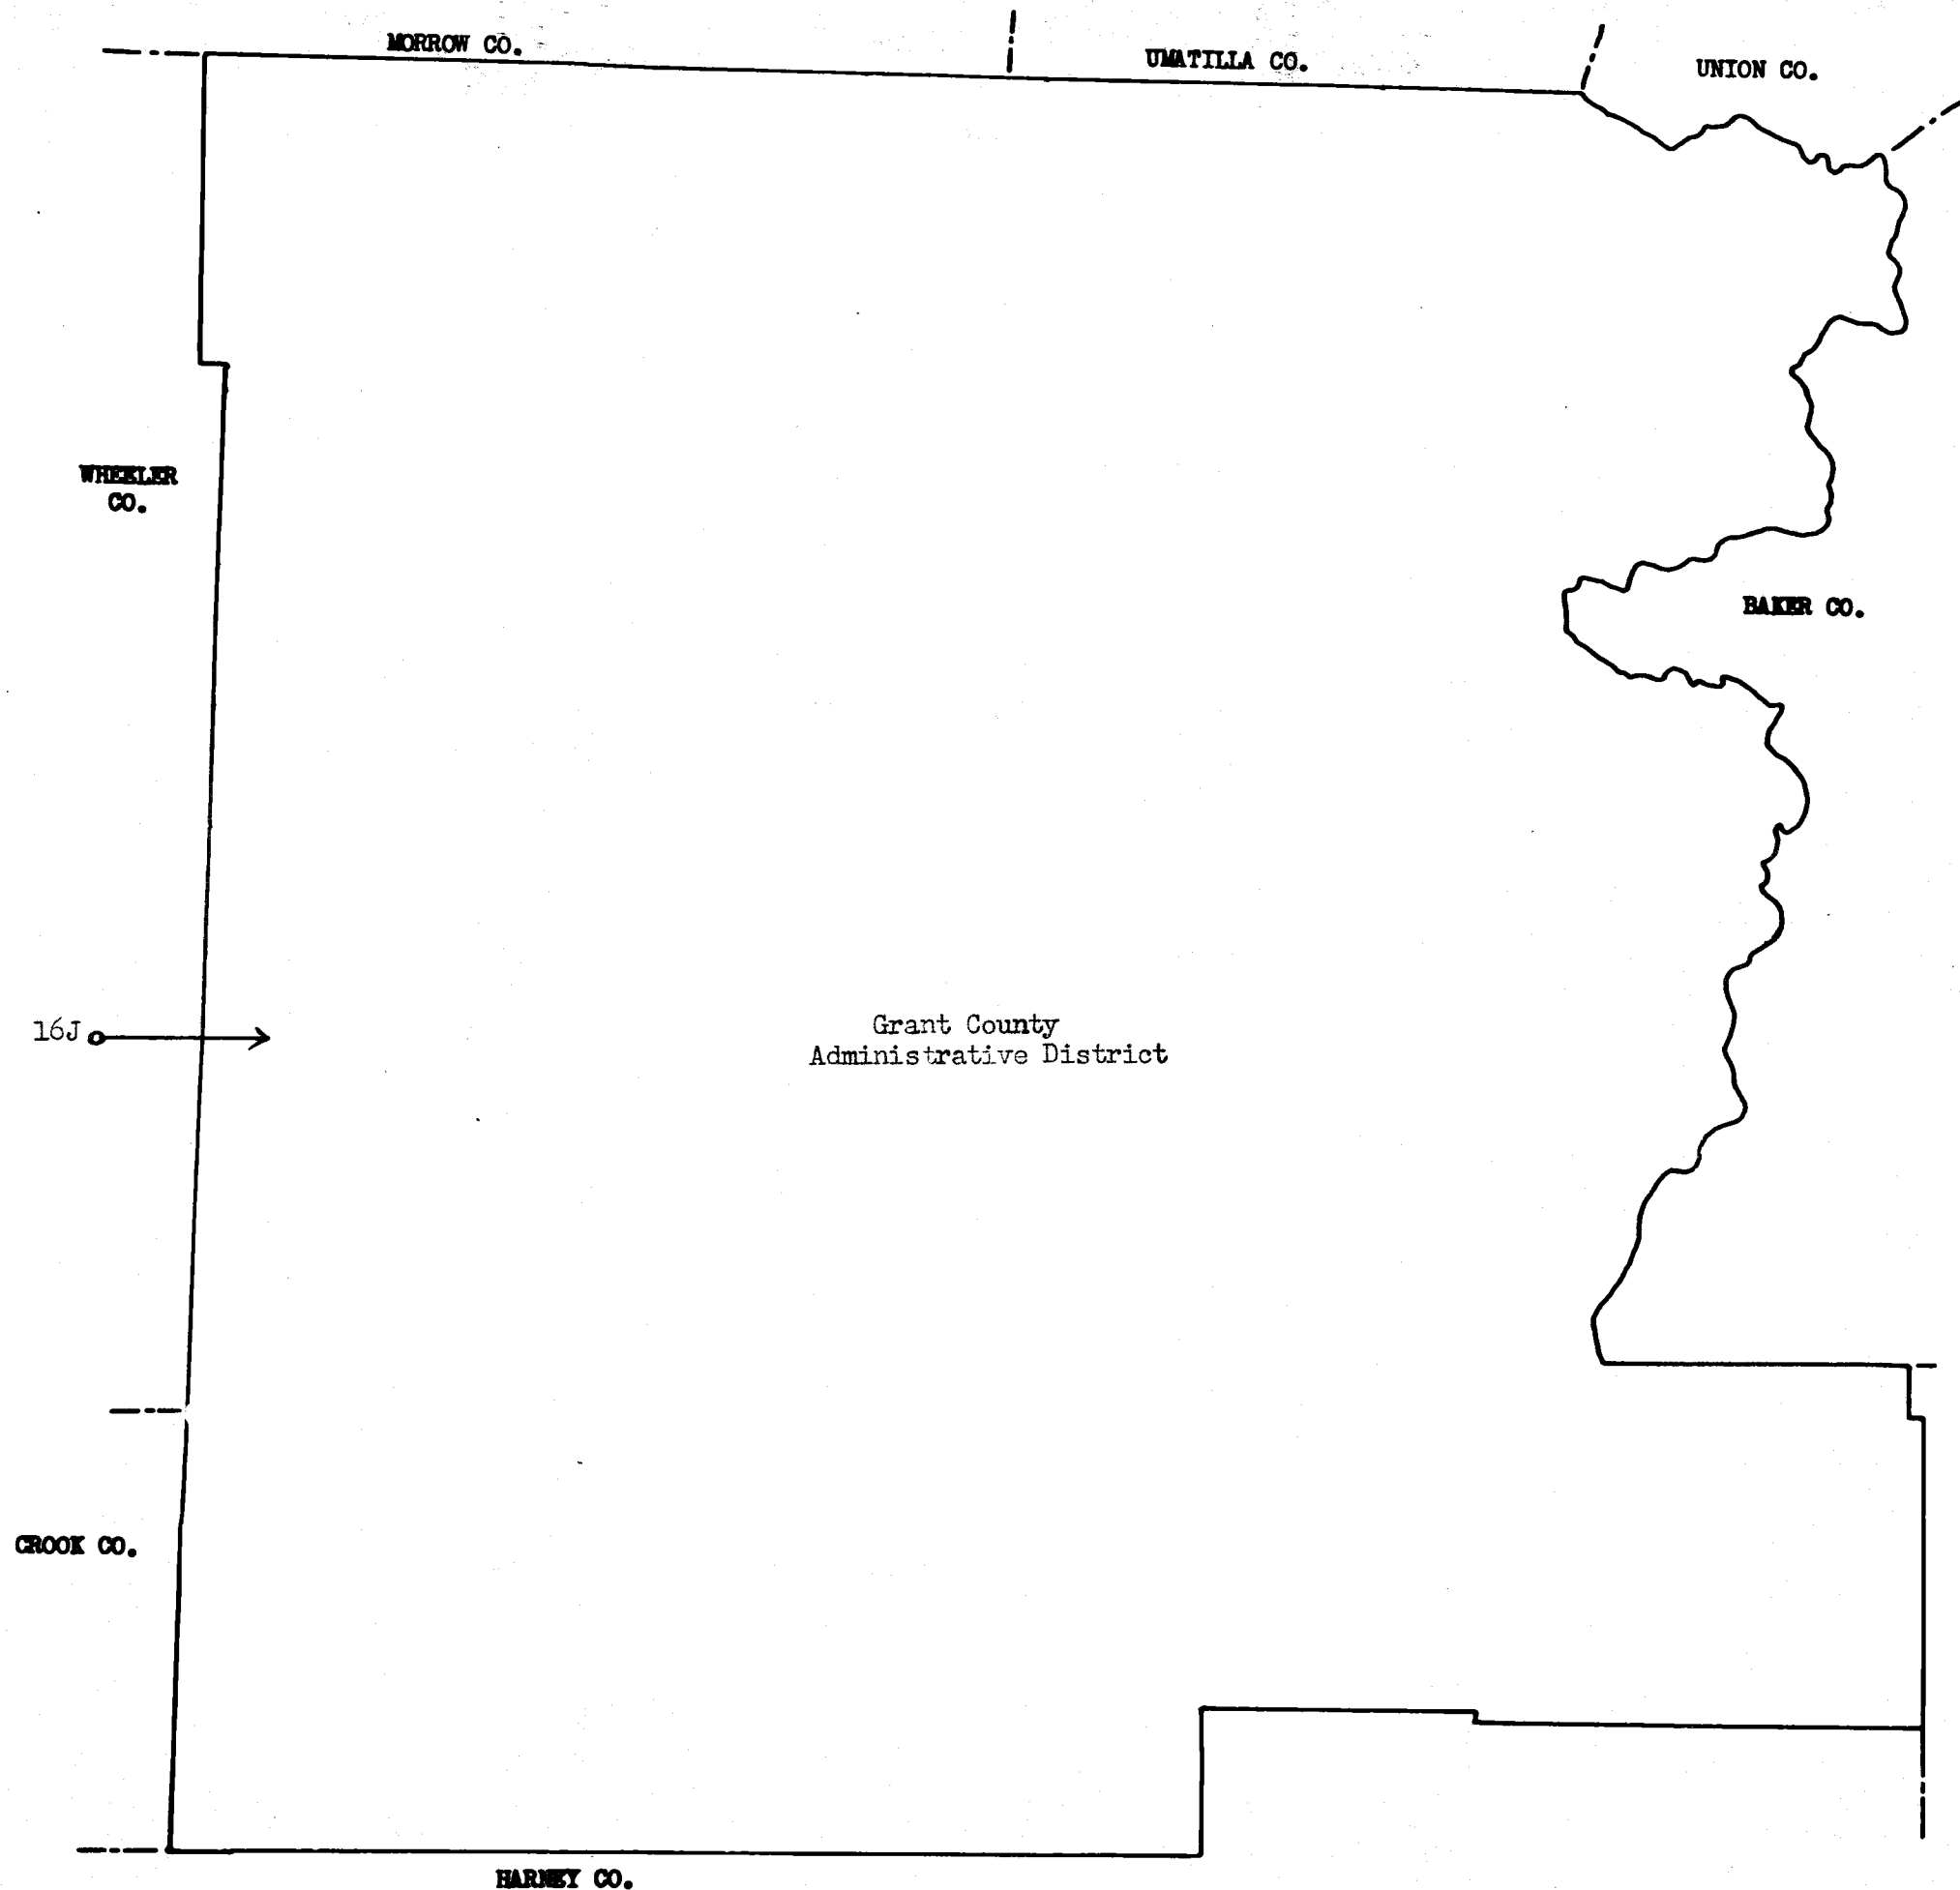 MORROW CO.
UMATILLA CO.
UNION CO.
WHEELER
CO.
BAKER CO.
16J
Grant County
Administrative District
CROOK CO.
HARNEY CO.